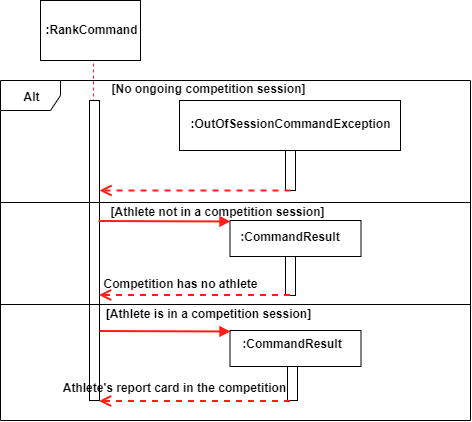 :RankCommand
[No ongoing competition session]
Alt
:OutOfSessionCommandException
[Athlete not in a competition session]
:CommandResult
Competition has no athlete
[Athlete is in a competition session]
:CommandResult
Athlete's report card in the competition